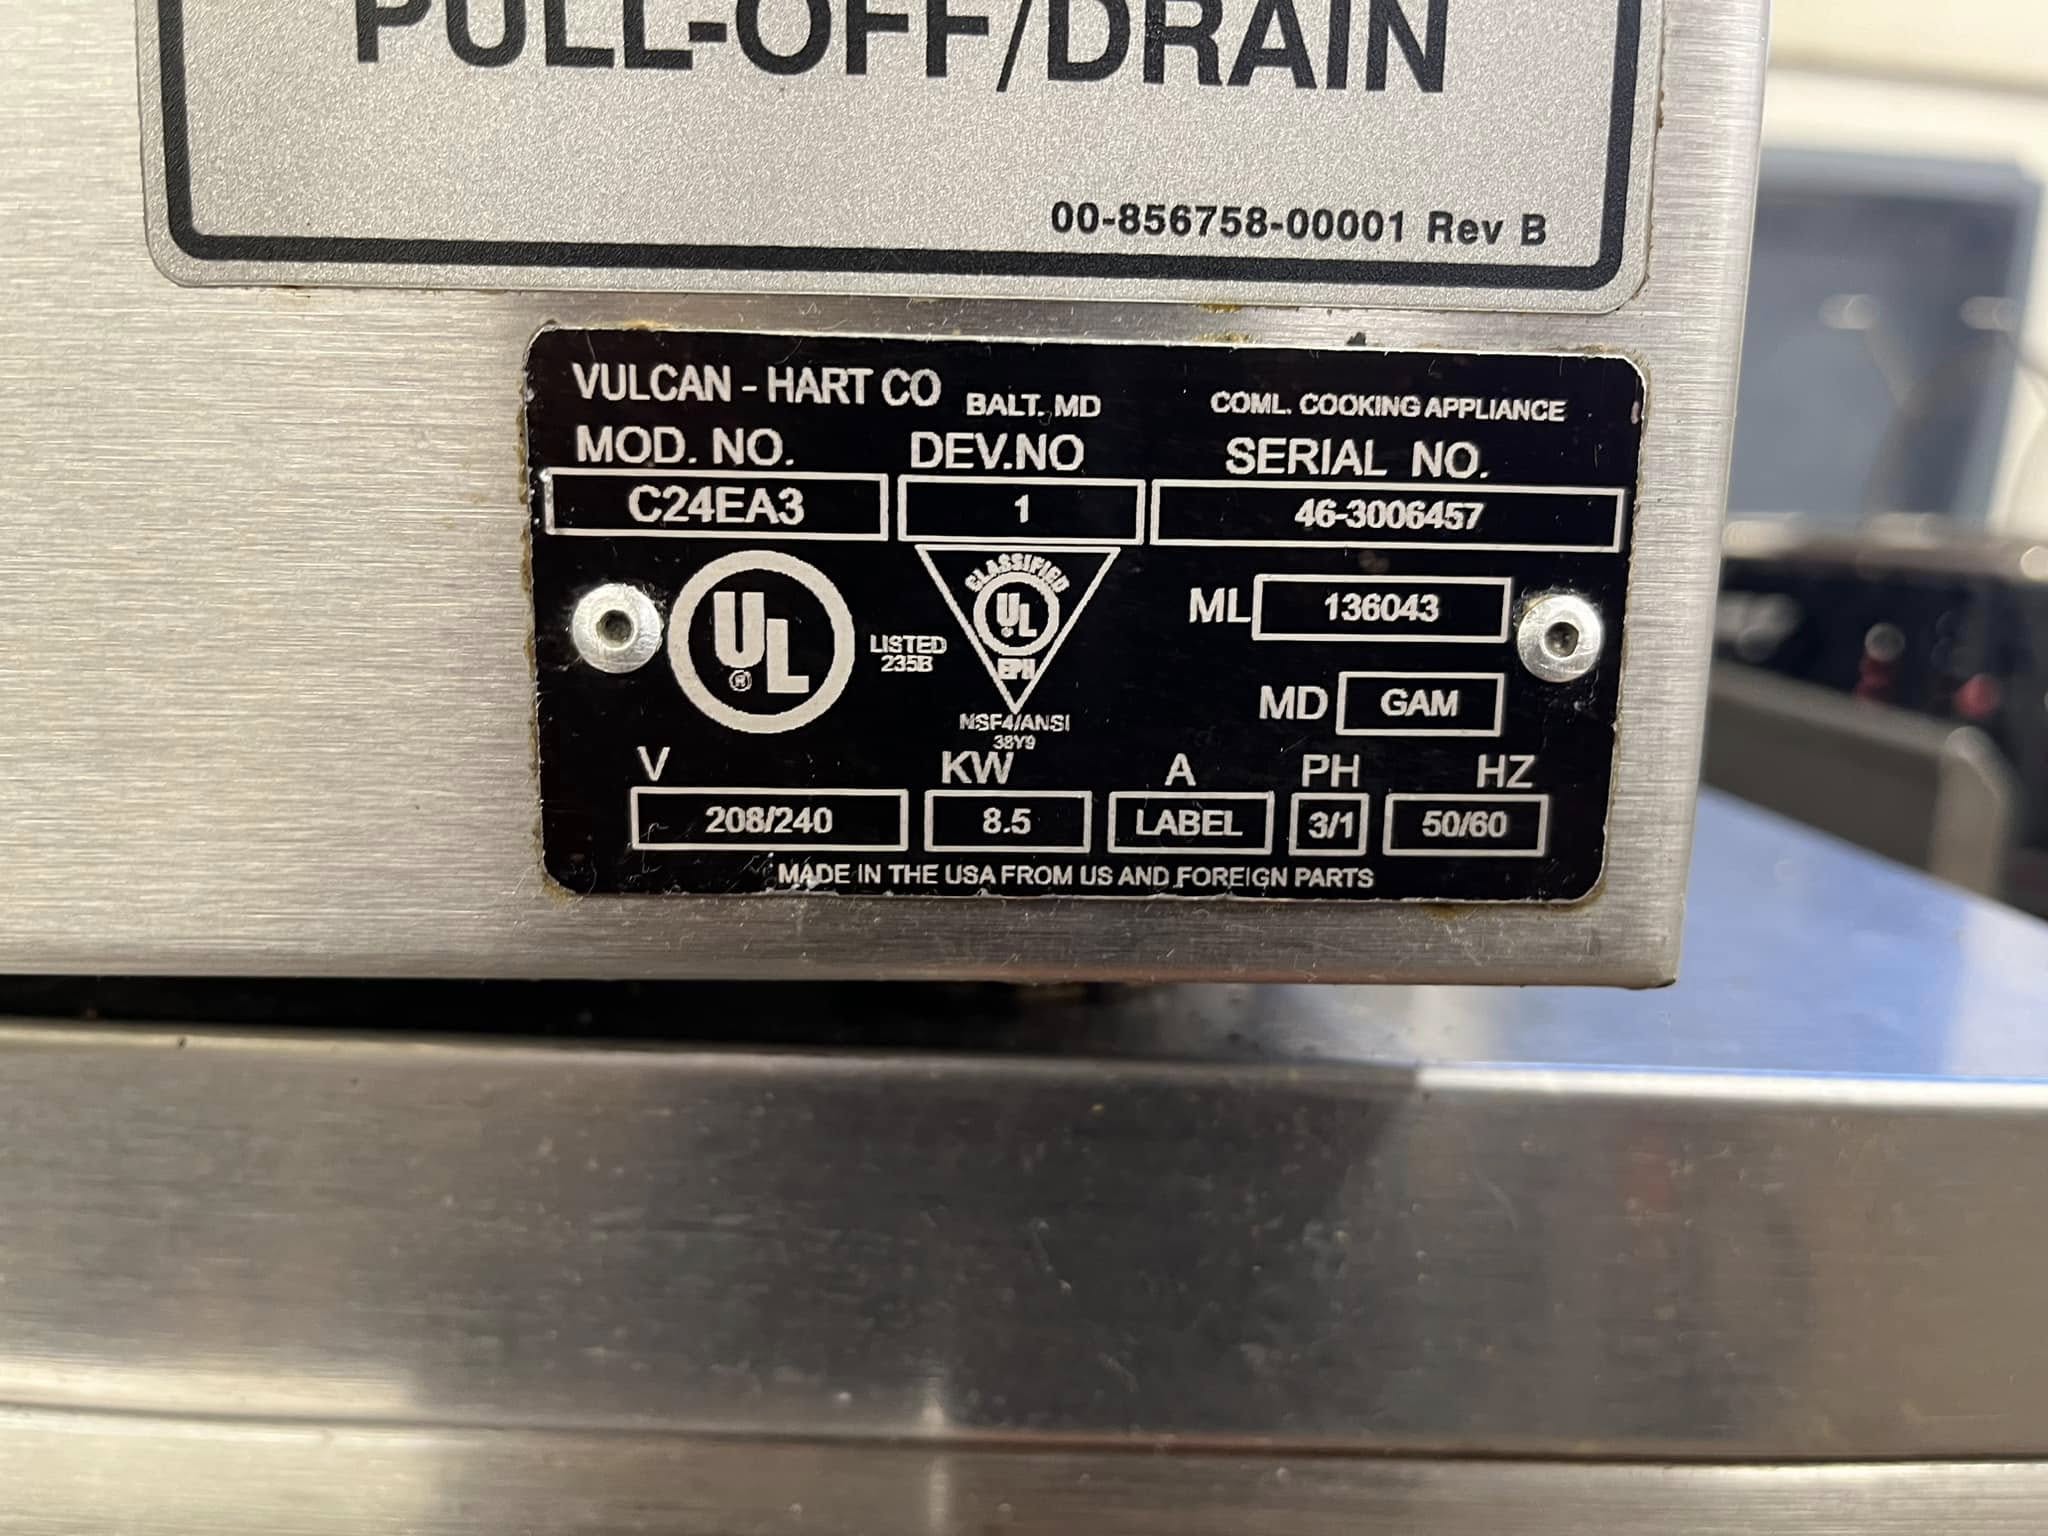 PULL-OFF/DRAIN
00-856758-00001 Rev B
VULCAN - HART CO BALT. MD COML. COOKING APPLIANCE
MOD. NO. DEV.NO SERIAL NO.
C24EA3 1 46-3006457
CLASSIFIED
UL
EPH
UL
®
LISTED
235B
ML 136043
MD GAM
NSF4/ANSI
38Y9
V KW A PH HZ
208/240 8.5 LABEL 3/1 50/60
MADE IN THE USA FROM US AND FOREIGN PARTS